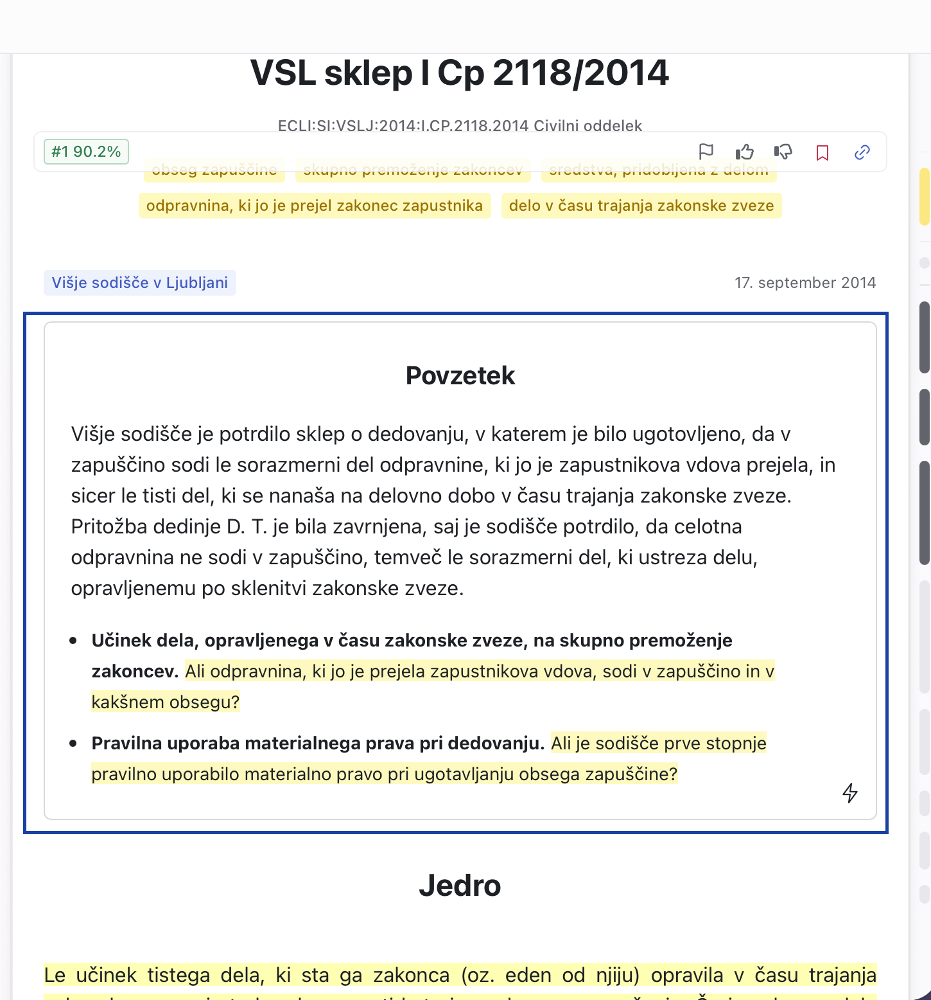 VSL sklep I Cp 2118/2014
ECLI:SI:VSLJ:2014:I.CP.2118.2014 Civilni oddelek
#1 90.2%
obseg zapuščine skupno premoženje zakoncev sredstva, pridobljena z delom
odpravnina, ki jo je prejel zakonec zapustnika delo v času trajanja zakonske zveze
Višje sodišče v Ljubljani 17. september 2014
Povzetek
Višje sodišče je potrdilo sklep o dedovanju, v katerem je bilo ugotovljeno, da v
zapuščino sodi le sorazmerni del odpravnine, ki jo je zapustnikova vdova prejela, in
sicer le tisti del, ki se nanaša na delovno dobo v času trajanja zakonske zveze.
Pritožba dedinje D. T. je bila zavrnjena, saj je sodišče potrdilo, da celotna
odpravnina ne sodi v zapuščino, temveč le sorazmerni del, ki ustreza delu,
opravljenemu po sklenitvi zakonske zveze.
Učinek dela, opravljenega v času zakonske zveze, na skupno premoženje
zakoncev. Ali odpravnina, ki jo je prejela zapustnikova vdova, sodi v zapuščino in v
kakšnem obsegu?
Pravilna uporaba materialnega prava pri dedovanju. Ali je sodišče prve stopnje
pravilno uporabilo materialno pravo pri ugotavljanju obsega zapuščine?
Jedro
Le učinek tistega dela, ki sta ga zakonca (oz. eden od njiju) opravila v času trajanja